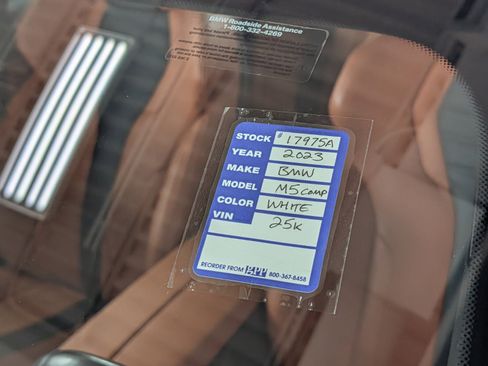 BMW Roadside Assistance
1-800-332-4269
STOCK # 17975A
YEAR 2023
MAKE BMW
MODEL M5 COMP
COLOR WHITE
VIN 25K
REORDER FROM BPP 800-367-8458